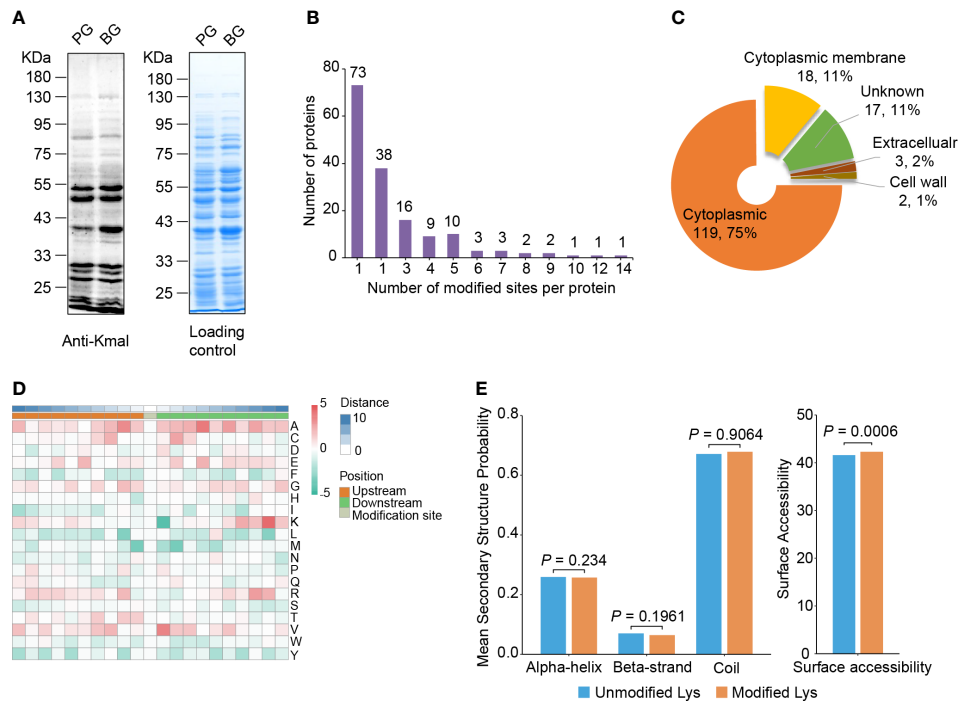 A
PG BG
KDa
180
130
95
75
55
43
33
25
Anti-Kmal
PG BG
KDa
180
130
95
75
55
43
33
25
Loading
control
B
Number of proteins
80
60
40
20
0
73
38
16
9
10
3
3
2
2
1
1
1
1 1 3 4 5 6 7 8 9 10 12 14
Number of modified sites per protein
C
Cytoplasmic membrane
18, 11%
Unknown
17, 11%
Extracellualr
3, 2%
Cell wall
2, 1%
Cytoplasmic
119, 75%
D
A
C
D
E
F
G
H
I
K
L
M
N
P
Q
R
S
T
V
W
Y
5
0
-5
Distance
10
0
Position
Upstream
Downstream
Modification site
E
Mean Secondary Structure Probability
0.8
0.6
0.4
0.2
0.0
P = 0.234
P = 0.1961
P = 0.9064
Alpha-helix Beta-strand Coil
Surface Accessibility
50
40
30
20
10
0
P = 0.0006
Surface accessibility
Unmodified Lys Modified Lys